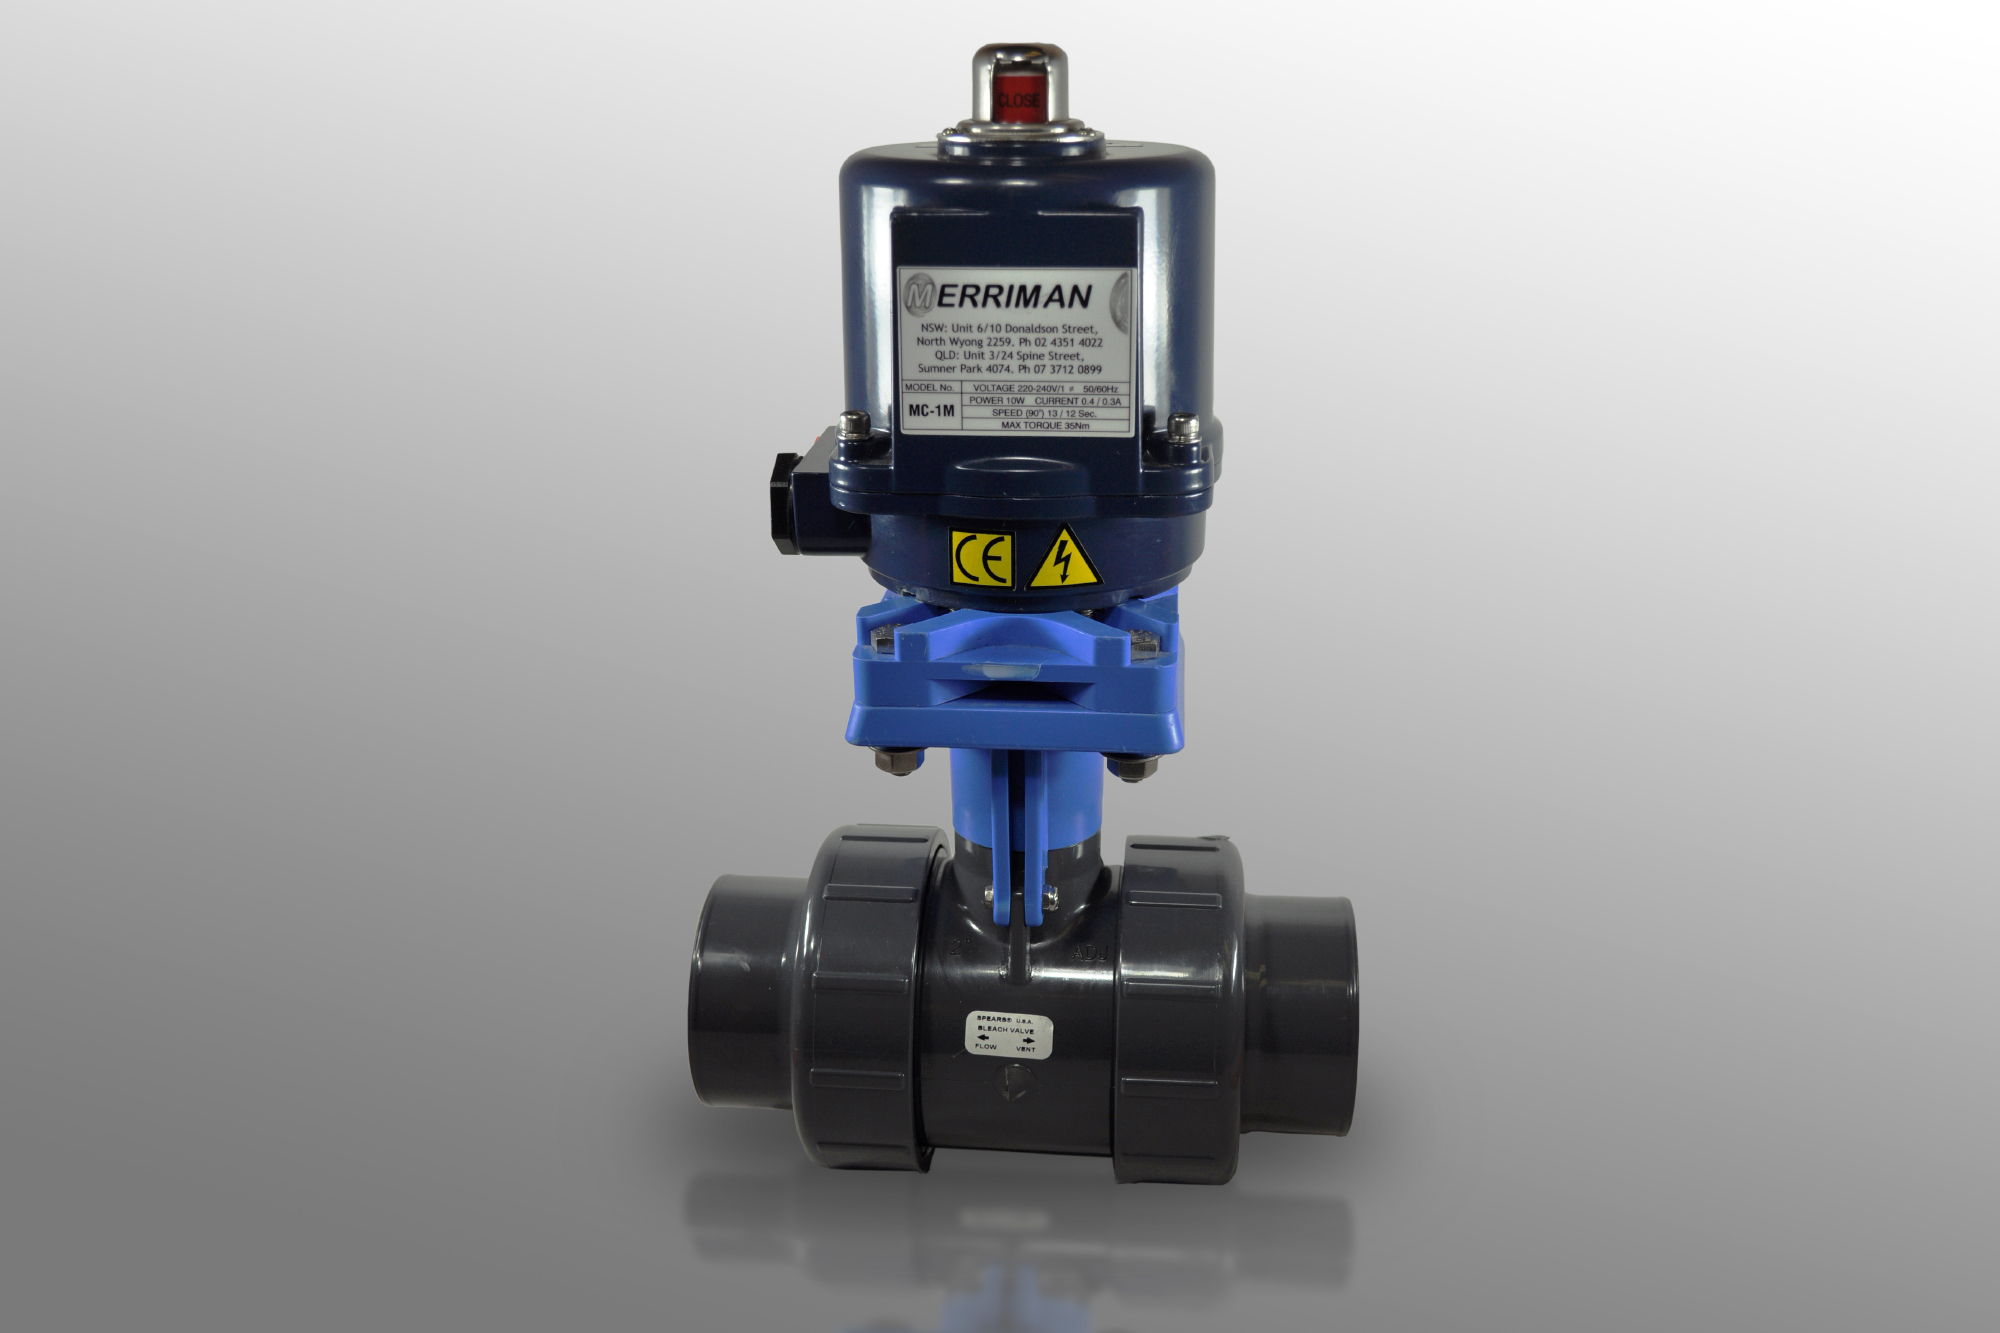 CLOSE
MERRIMAN
NSW: Unit 6/10 Donaldson Street,
North Wyong 2259. Ph 02 4351 4022
QLD: Unit 3/24 Spine Street,
Sumner Park 4074. Ph 07 3712 0899
MODEL No. VOLTAGE 220-240V/1 ≠ 50/60Hz
MC-1M POWER 10W CURRENT 0.4 / 0.3A
SPEED (90°) 13 / 12 Sec.
MAX TORQUE 35Nm
CE
2" ADJ
SPEARS® U.S.A.
BLEACH VALVE
FLOW VENT